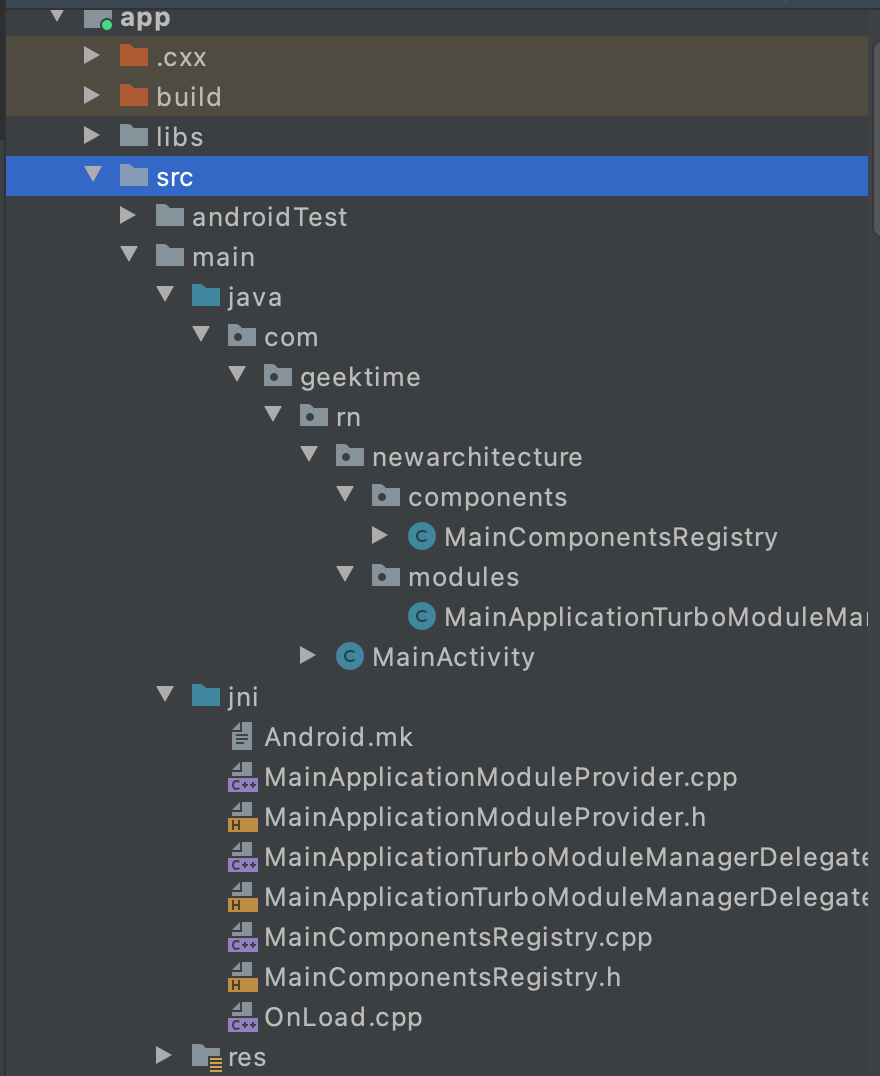 app
.cxx
build
libs
src
androidTest
main
java
com
geektime
rn
newarchitecture
components
MainComponentsRegistry
modules
MainApplicationTurboModuleMa
MainActivity
jni
Android.mk
MainApplicationModuleProvider.cpp
MainApplicationModuleProvider.h
MainApplicationTurboModuleManagerDelegate
MainApplicationTurboModuleManagerDelegate
MainComponentsRegistry.cpp
MainComponentsRegistry.h
OnLoad.cpp
res